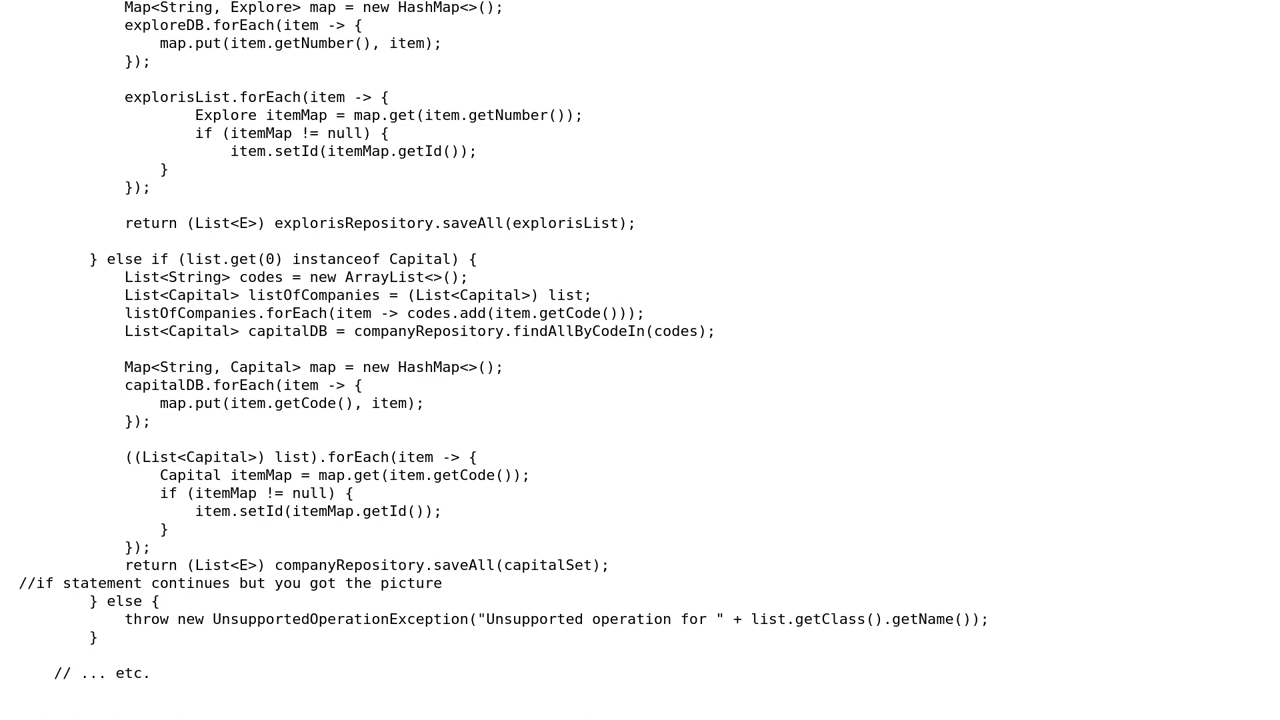 Map<String, Explore> map = new HashMap<>();
            exploreDB.forEach(item -> {
                map.put(item.getNumber(), item);
            });

            explorisList.forEach(item -> {
                    Explore itemMap = map.get(item.getNumber());
                    if (itemMap != null) {
                        item.setId(itemMap.getId());
                }
            });

            return (List<E>) explorisRepository.saveAll(explorisList);

        } else if (list.get(0) instanceof Capital) {
            List<String> codes = new ArrayList<>();
            List<Capital> listOfCompanies = (List<Capital>) list;
            listOfCompanies.forEach(item -> codes.add(item.getCode()));
            List<Capital> capitalDB = companyRepository.findAllByCodeIn(codes);

            Map<String, Capital> map = new HashMap<>();
            capitalDB.forEach(item -> {
                map.put(item.getCode(), item);
            });

            ((List<Capital>) list).forEach(item -> {
                Capital itemMap = map.get(item.getCode());
                if (itemMap != null) {
                    item.setId(itemMap.getId());
                }
            });
            return (List<E>) companyRepository.saveAll(capitalSet);
//if statement continues but you got the picture
        } else {
            throw new UnsupportedOperationException("Unsupported operation for " + list.getClass().getName());
        }

    // ... etc.